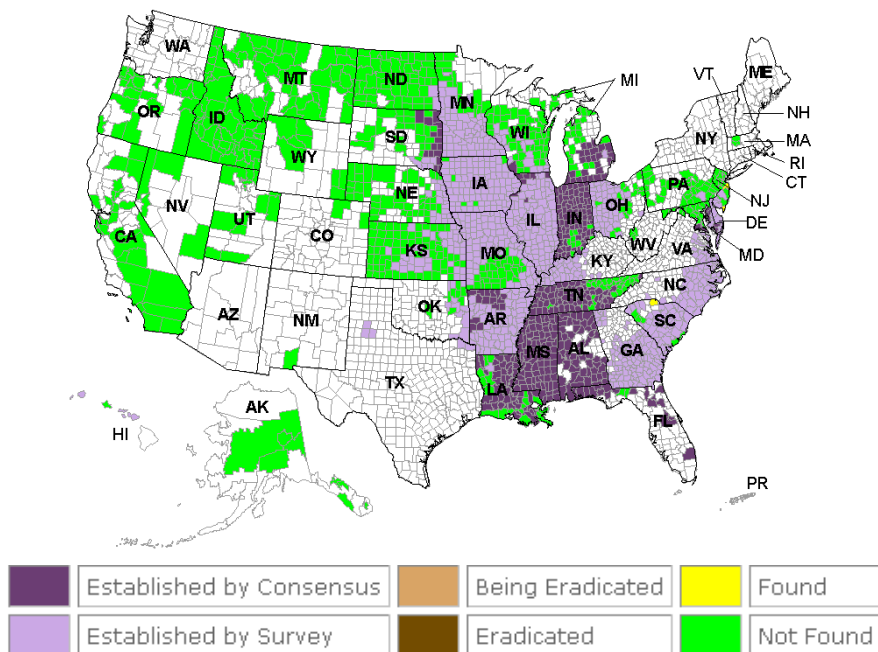 WA
ME
VT
MI
MT
ND
MN
NH
OR
ID
SD
WI
NY
MA
WY
RI
CT
PA
IA
NE
NJ
NV
OH
IL
IN
UT
DE
CO
CA
KS
MO
WV
VA
MD
KY
NC
TN
OK
AZ
NM
AR
SC
MS
AL
GA
TX
LA
AK
FL
HI
PR
Established by Consensus
Being Eradicated
Found
Established by Survey
Eradicated
Not Found